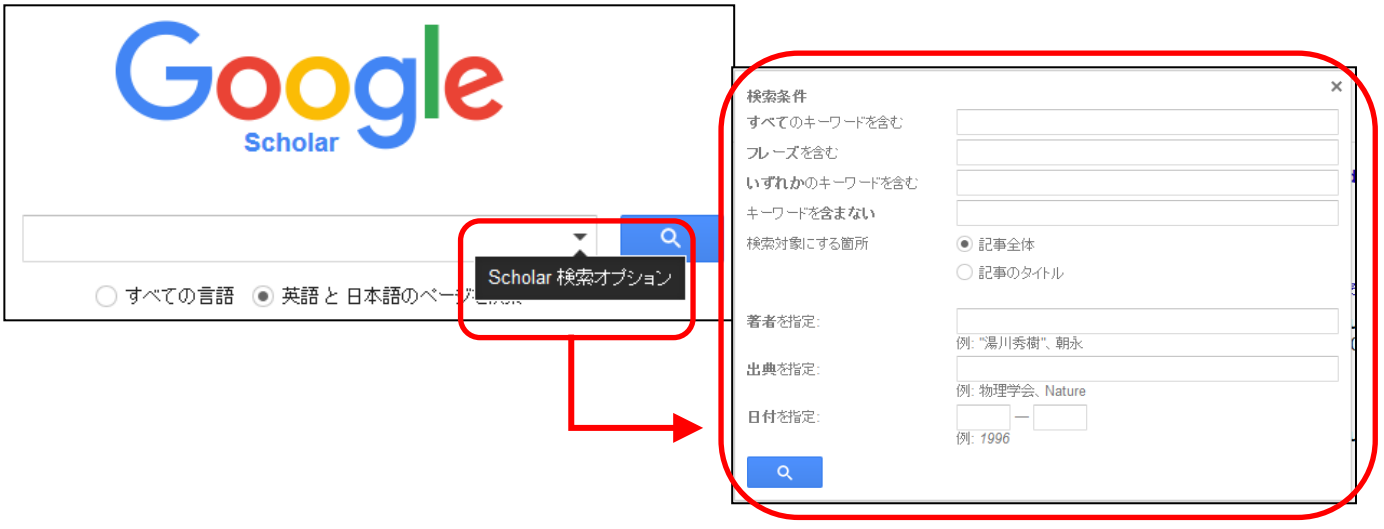 Google
Scholar
Scholar 検索オプション
すべての言語 英語 と 日本語のページを検索
検索条件
すべてのキーワードを含む
フレーズを含む
いずれかのキーワードを含む
キーワードを含まない
検索対象にする箇所
記事全体
記事のタイトル
著者を指定:
例: "湯川秀樹"、朝永
出典を指定:
例: 物理学会、Nature
日付を指定:
—
例: 1996